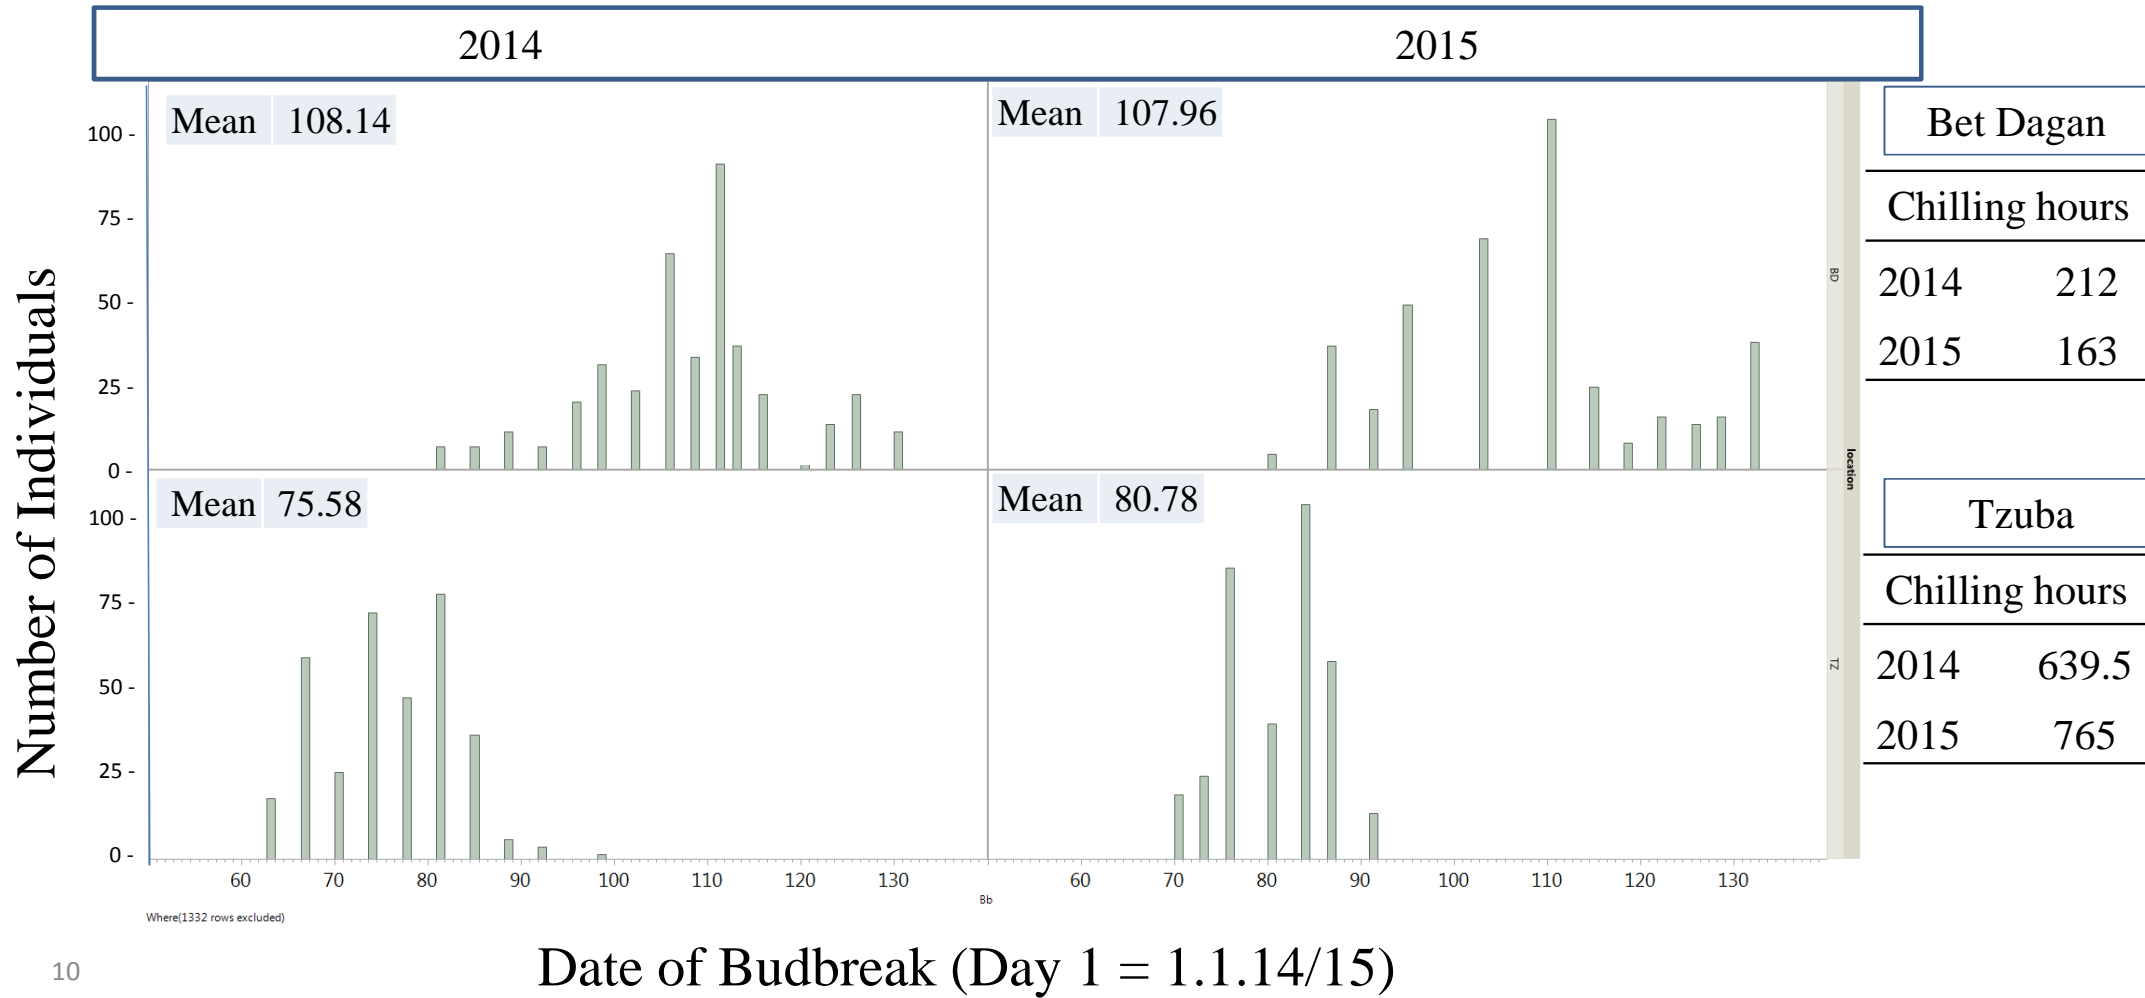 2014 2015
Mean 108.14
Mean 107.96
100 -
75 -
50 -
25 -
0 -
BD
Bet Dagan
Chilling hours
2014 212
2015 163
Number of Individuals
location
Mean 75.58
Mean 80.78
100 -
75 -
50 -
25 -
0 -
TZ
Tzuba
Chilling hours
2014 639.5
2015 765
60 70 80 90 100 110 120 130
60 70 80 90 100 110 120 130
Bb
Where(1332 rows excluded)
Date of Budbreak (Day 1 = 1.1.14/15)
10